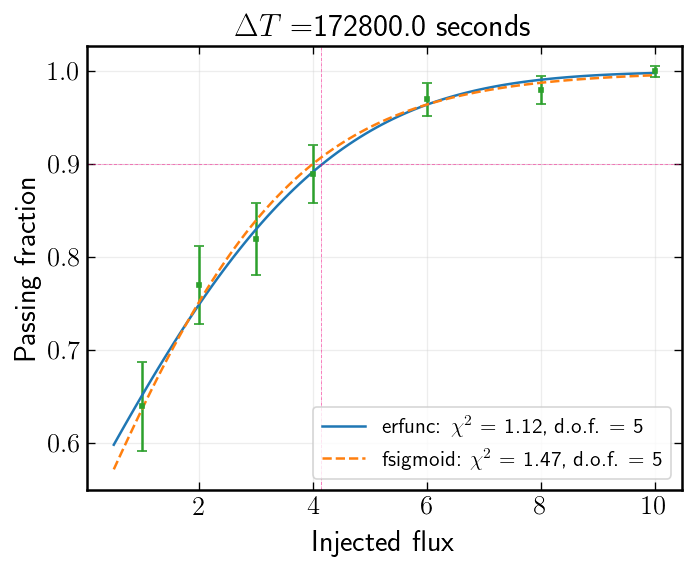 ΔT =172800.0 seconds
Passing fraction
1.0
0.9
0.8
0.7
0.6
erfunc: χ² = 1.12, d.o.f. = 5
fsigmoid: χ² = 1.47, d.o.f. = 5
2 4 6 8 10
Injected flux